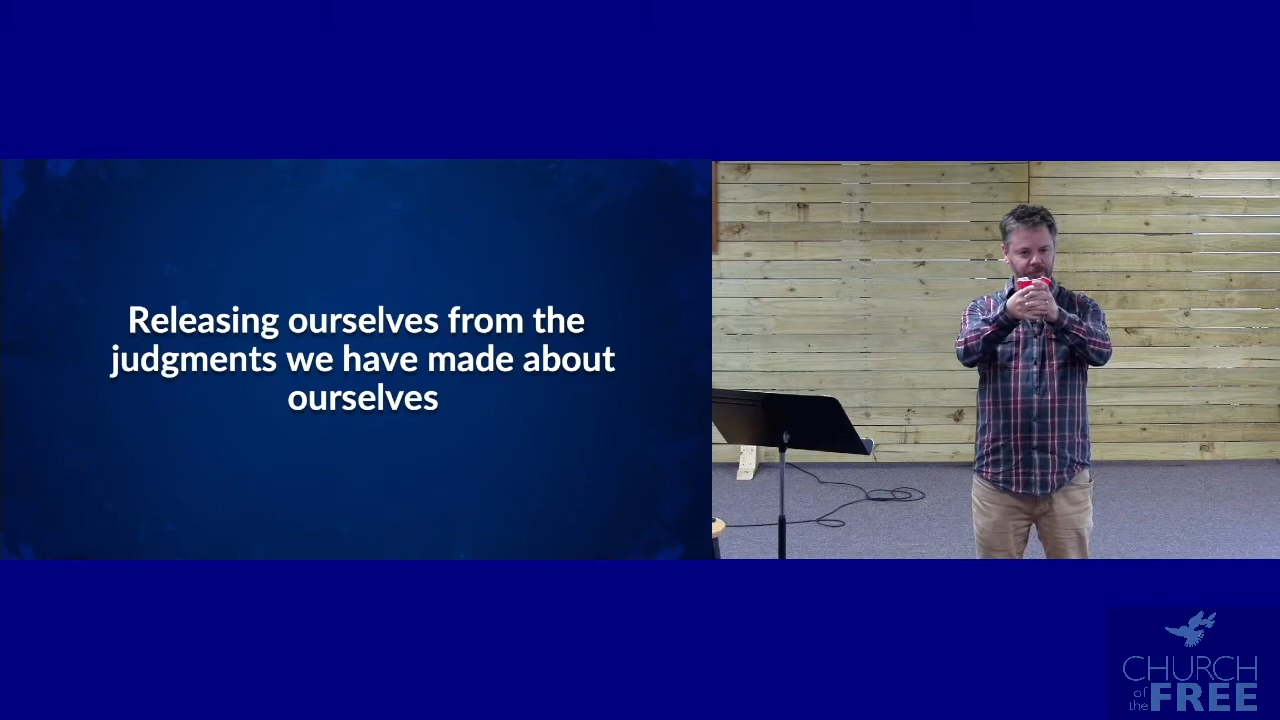 Releasing ourselves from the
judgments we have made about
ourselves
CHURCH
of
the FREE